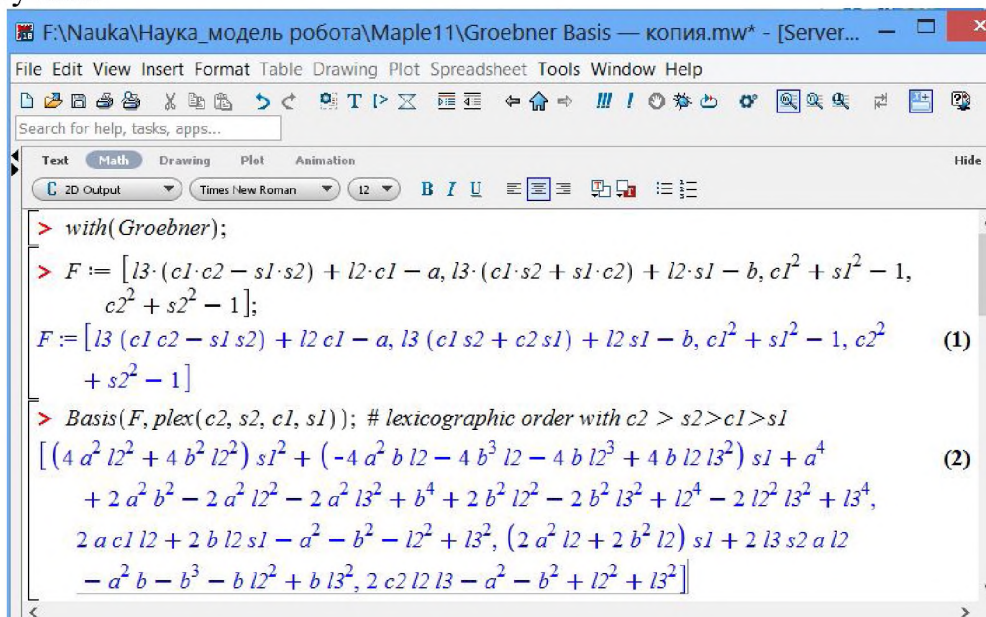 F:\Nauka\Наука_модель робота\Maple11\Groebner Basis — копия.mw* - [Server...
File Edit View Insert Format Table Drawing Plot Spreadsheet Tools Window Help
Search for help, tasks, apps...
Text Math Drawing Plot Animation Hide
C 2D Output Times New Roman 12 B I U
> with(Groebner);
> F := [l3·(c1·c2 − s1·s2) + l2·c1 − a, l3·(c1·s2 + s1·c2) + l2·s1 − b, c1² + s1² − 1,
c2² + s2² − 1];
F := [l3 (c1 c2 − s1 s2) + l2 c1 − a, l3 (c1 s2 + c2 s1) + l2 s1 − b, c1² + s1² − 1, c2² (1)
+ s2² − 1]
> Basis(F, plex(c2, s2, c1, s1)); # lexicographic order with c2 > s2>c1>s1
[(4 a² l2² + 4 b² l2²) s1² + (-4 a² b l2 − 4 b³ l2 − 4 b l2³ + 4 b l2 l3²) s1 + a⁴ (2)
+ 2 a² b² − 2 a² l2² − 2 a² l3² + b⁴ + 2 b² l2² − 2 b² l3² + l2⁴ − 2 l2² l3² + l3⁴,
2 a c1 l2 + 2 b l2 s1 − a² − b² − l2² + l3², (2 a² l2 + 2 b² l2) s1 + 2 l3 s2 a l2
− a² b − b³ − b l2² + b l3², 2 c2 l2 l3 − a² − b² + l2² + l3²]